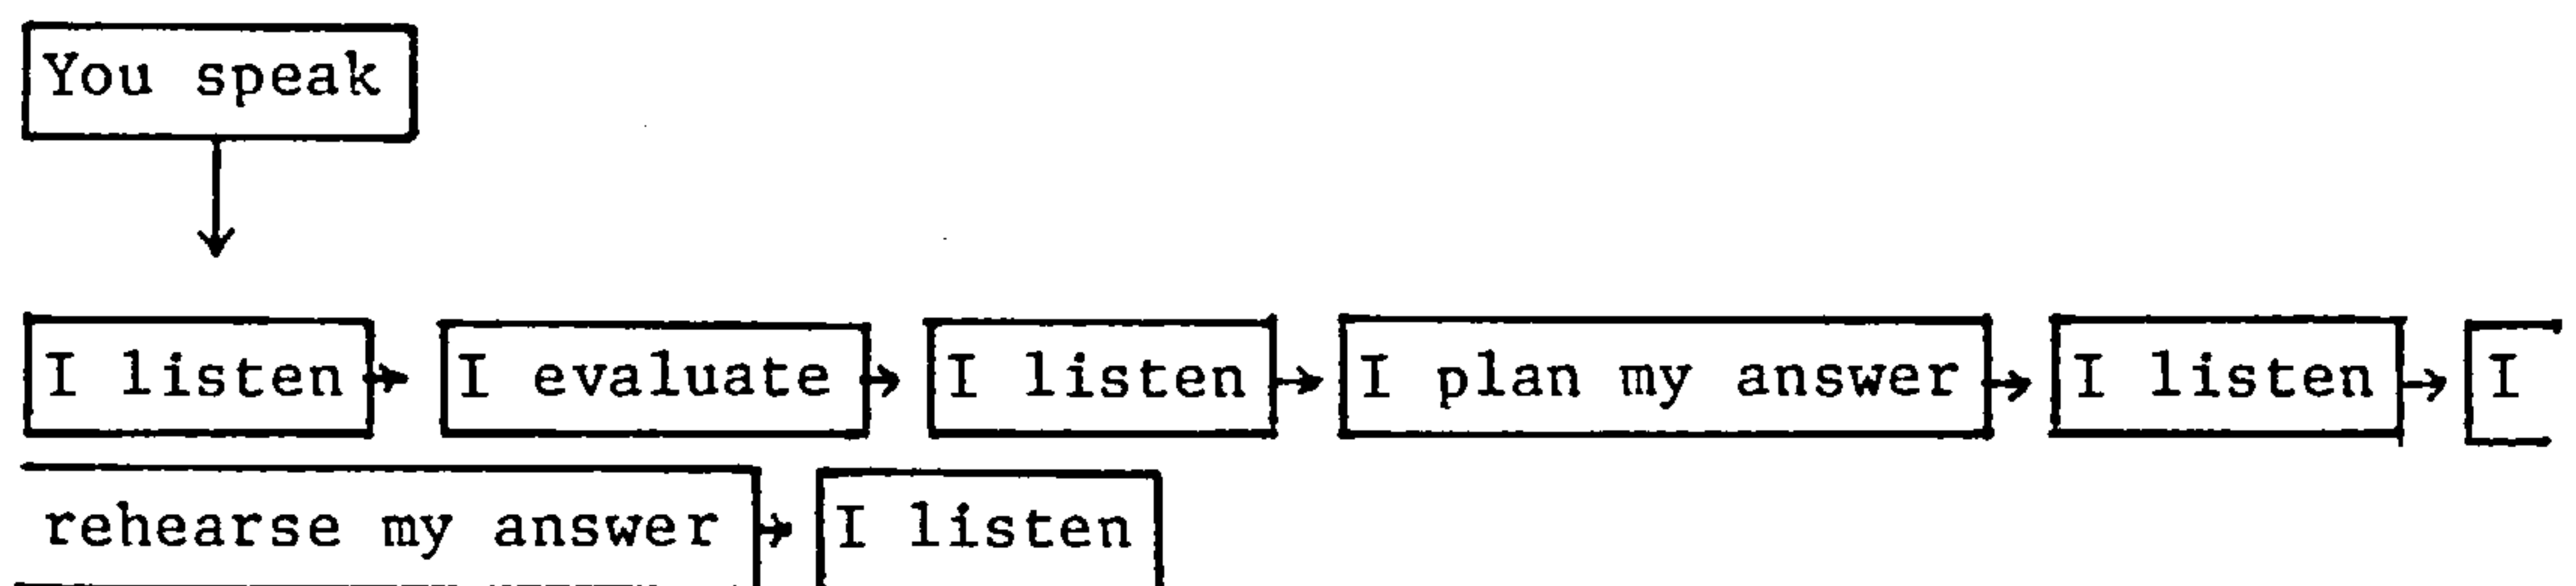 You speak
I listen I evaluate I listen I plan my answer I listen I
rehearse my answer I listen